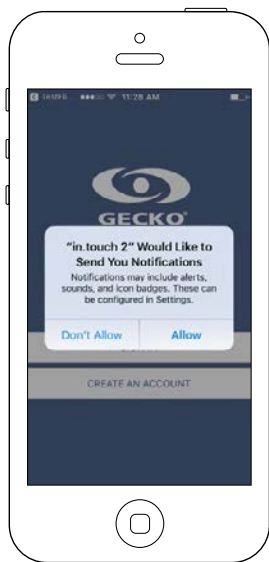 11:28 AM
GECKO
"in.touch 2" Would Like to
Send You Notifications
Notifications may include alerts,
sounds, and icon badges. These can
be configured in Settings.
Don't Allow
Allow
CREATE AN ACCOUNT